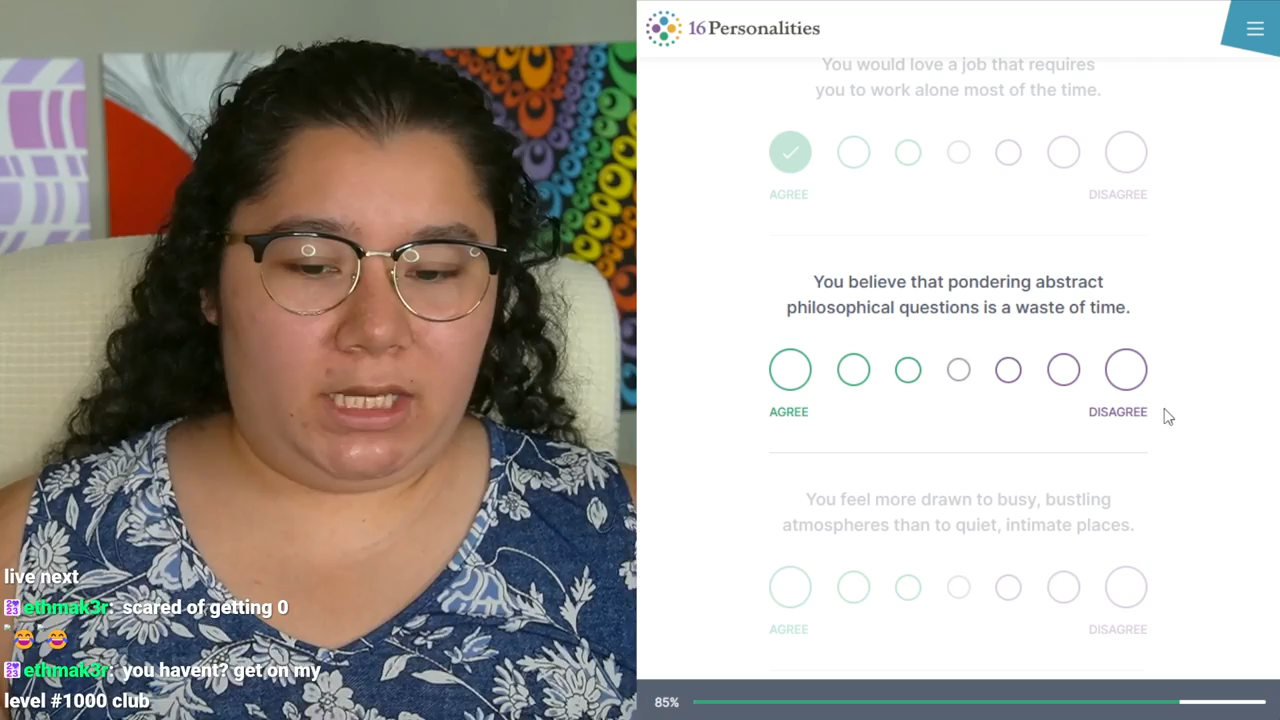 16Personalities
You would love a job that requires
you to work alone most of the time.
AGREE
DISAGREE
You believe that pondering abstract
philosophical questions is a waste of time.
AGREE
DISAGREE
You feel more drawn to busy, bustling
atmospheres than to quiet, intimate places.
AGREE
DISAGREE
85%
live next
ethmak3r: scared of getting 0
ethmak3r: you havent? get on my
level #1000 club